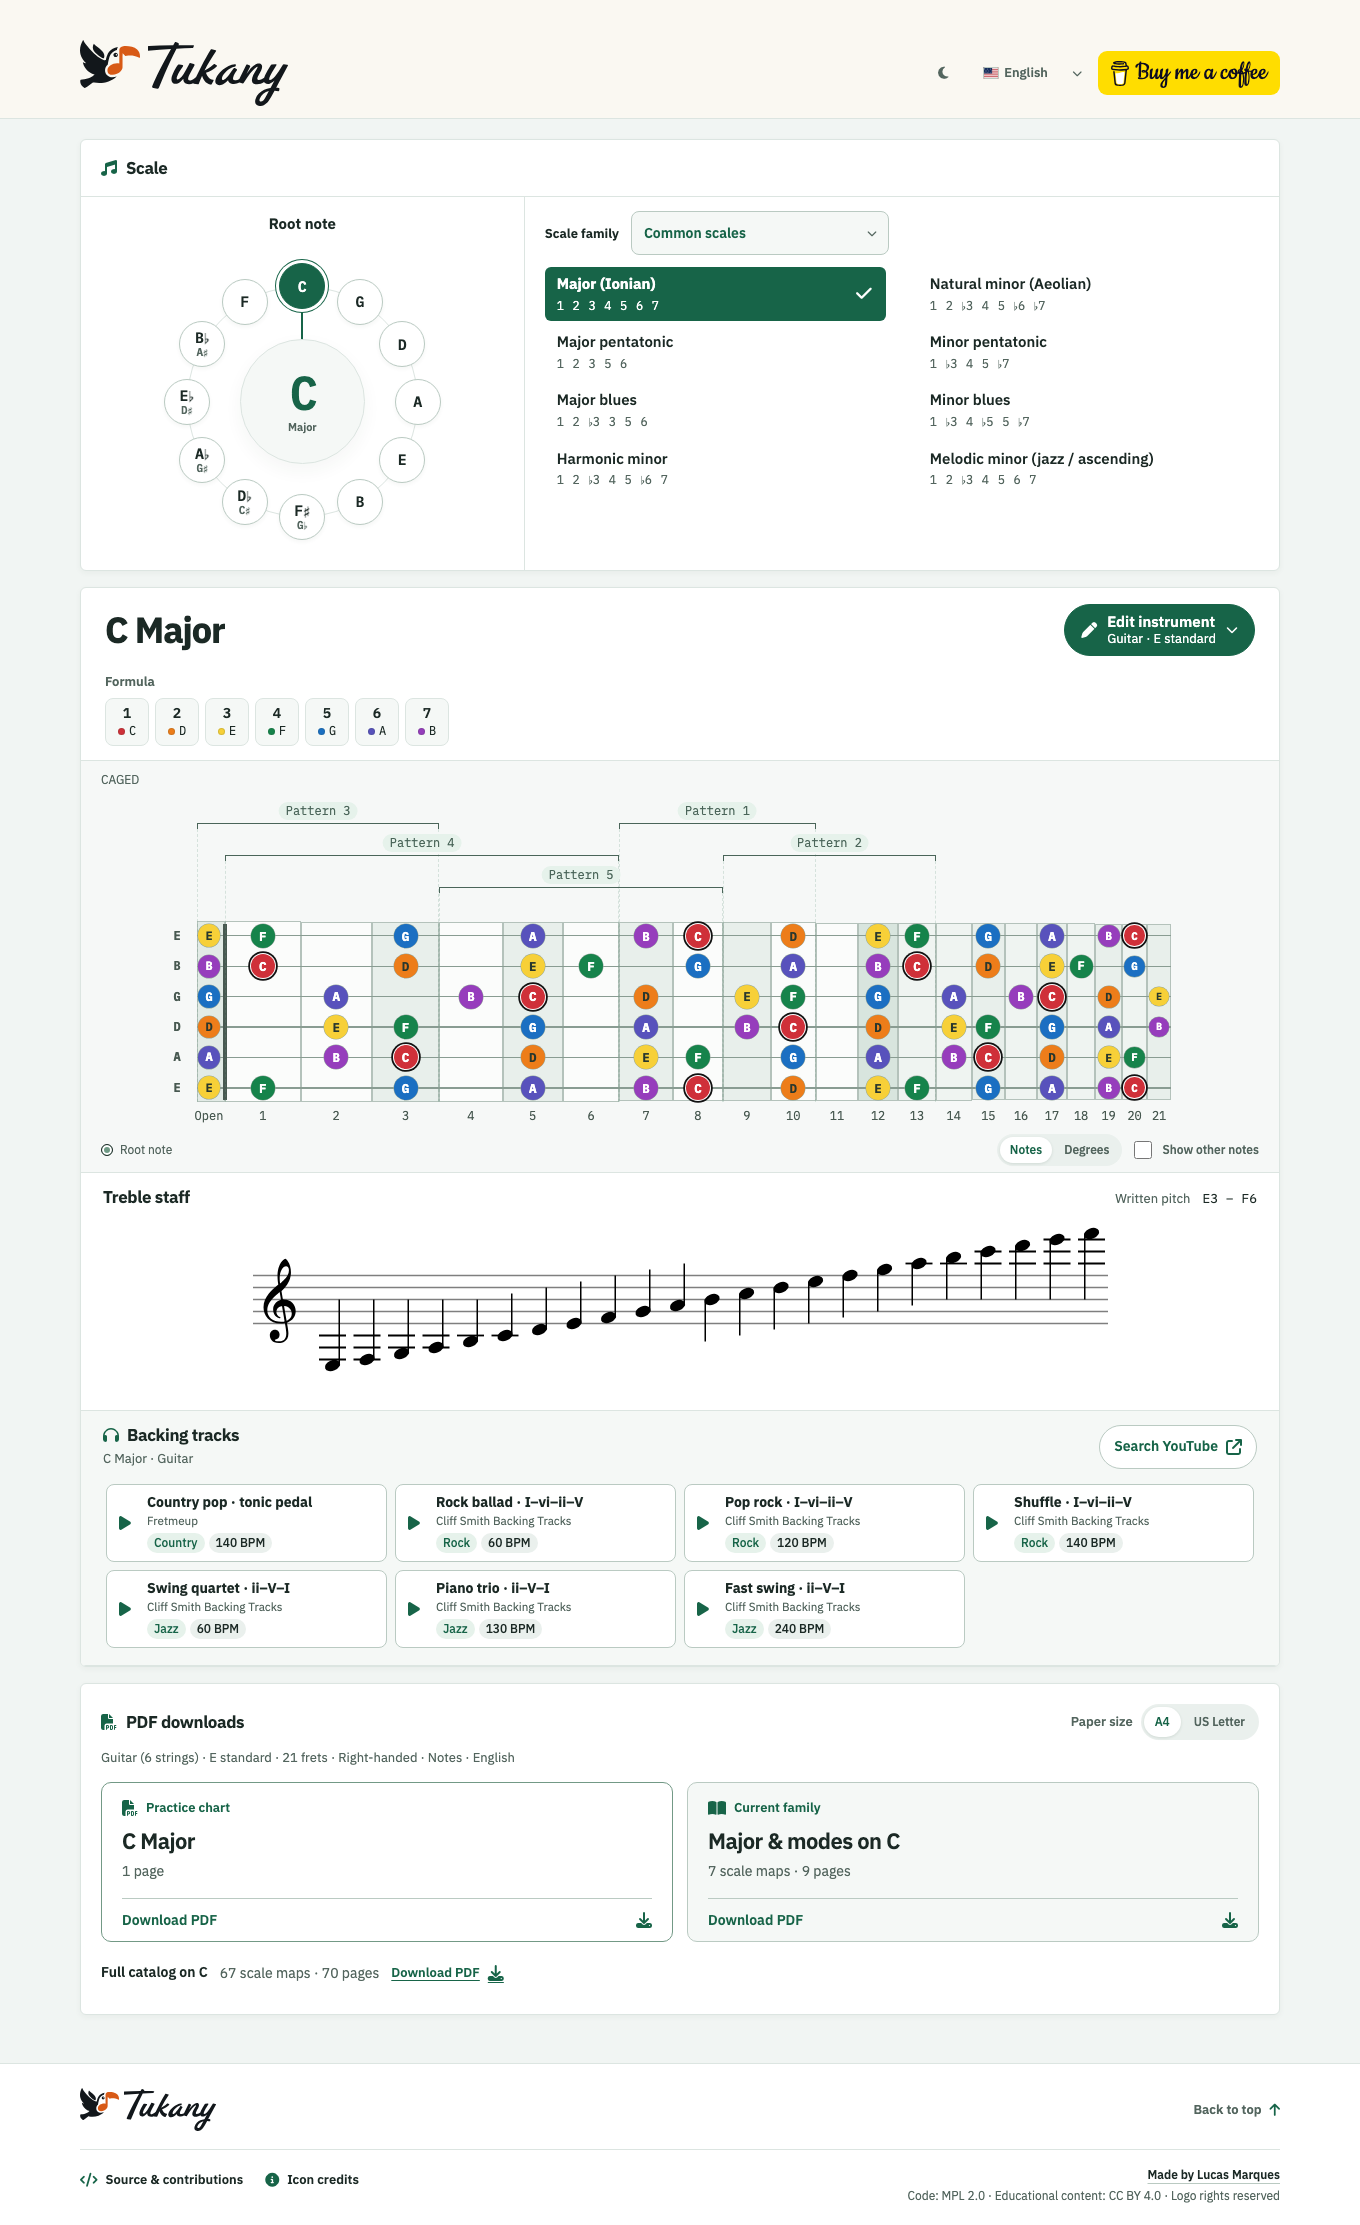 Tukany
English
Buy me a coffee
Scale
Root note
C
G
D
A
E
B
F♯
G♭
D♭
C♯
A♭
G♯
E♭
D♯
B♭
A♯
F
C
Major
Scale family
Common scales
Major (Ionian)
1 2 3 4 5 6 7
Natural minor (Aeolian)
1 2 ♭3 4 5 ♭6 ♭7
Major pentatonic
1 2 3 5 6
Minor pentatonic
1 ♭3 4 5 ♭7
Major blues
1 2 ♭3 3 5 6
Minor blues
1 ♭3 4 ♭5 5 ♭7
Harmonic minor
1 2 ♭3 4 5 ♭6 7
Melodic minor (jazz / ascending)
1 2 ♭3 4 5 6 7
C Major
Edit instrument
Guitar · E standard
Formula
1 2 3 4 5 6 7
C D E F G A B
CAGED
Pattern 3 Pattern 1
Pattern 4 Pattern 2
Pattern 5
E E F G A B C D E F G A B C
B B C D E F G A B C D E F G
G G A B C D E F G A B C D E
D D E F G A B C D E F G A B
A A B C D E F G A B C D E F
E E F G A B C D E F G A B C
Open 1 2 3 4 5 6 7 8 9 10 11 12 13 14 15 16 17 18 19 20 21
Root note
Notes Degrees Show other notes
Treble staff
Written pitch E3 – F6
Backing tracks
C Major · Guitar
Search YouTube
Country pop · tonic pedal
Fretmeup
Country 140 BPM
Rock ballad · I–vi–ii–V
Cliff Smith Backing Tracks
Rock 60 BPM
Pop rock · I–vi–ii–V
Cliff Smith Backing Tracks
Rock 120 BPM
Shuffle · I–vi–ii–V
Cliff Smith Backing Tracks
Rock 140 BPM
Swing quartet · ii–V–I
Cliff Smith Backing Tracks
Jazz 60 BPM
Piano trio · ii–V–I
Cliff Smith Backing Tracks
Jazz 130 BPM
Fast swing · ii–V–I
Cliff Smith Backing Tracks
Jazz 240 BPM
PDF downloads
Paper size A4 US Letter
Guitar (6 strings) · E standard · 21 frets · Right-handed · Notes · English
Practice chart
C Major
1 page
Download PDF
Current family
Major & modes on C
7 scale maps · 9 pages
Download PDF
Full catalog on C 67 scale maps · 70 pages Download PDF
Tukany
Back to top
Source & contributions Icon credits
Made by Lucas Marques
Code: MPL 2.0 · Educational content: CC BY 4.0 · Logo rights reserved